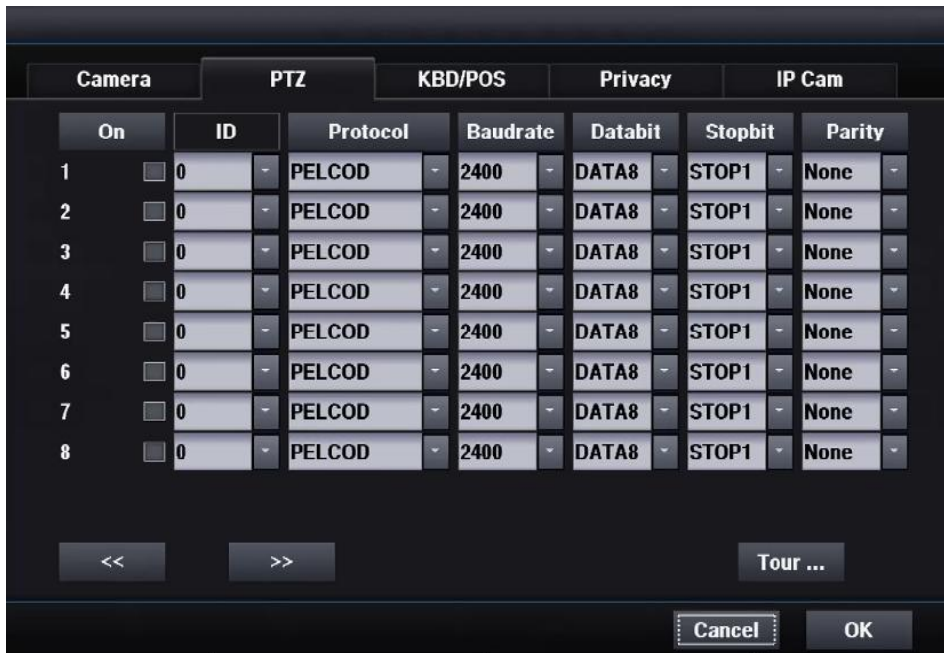 Camera PTZ KBD/POS Privacy IP Cam
On ID Protocol Baudrate Databit Stopbit Parity
1 0 PELCOD 2400 DATA8 STOP1 None
2 0 PELCOD 2400 DATA8 STOP1 None
3 0 PELCOD 2400 DATA8 STOP1 None
4 0 PELCOD 2400 DATA8 STOP1 None
5 0 PELCOD 2400 DATA8 STOP1 None
6 0 PELCOD 2400 DATA8 STOP1 None
7 0 PELCOD 2400 DATA8 STOP1 None
8 0 PELCOD 2400 DATA8 STOP1 None
<< >> Tour ...
Cancel OK